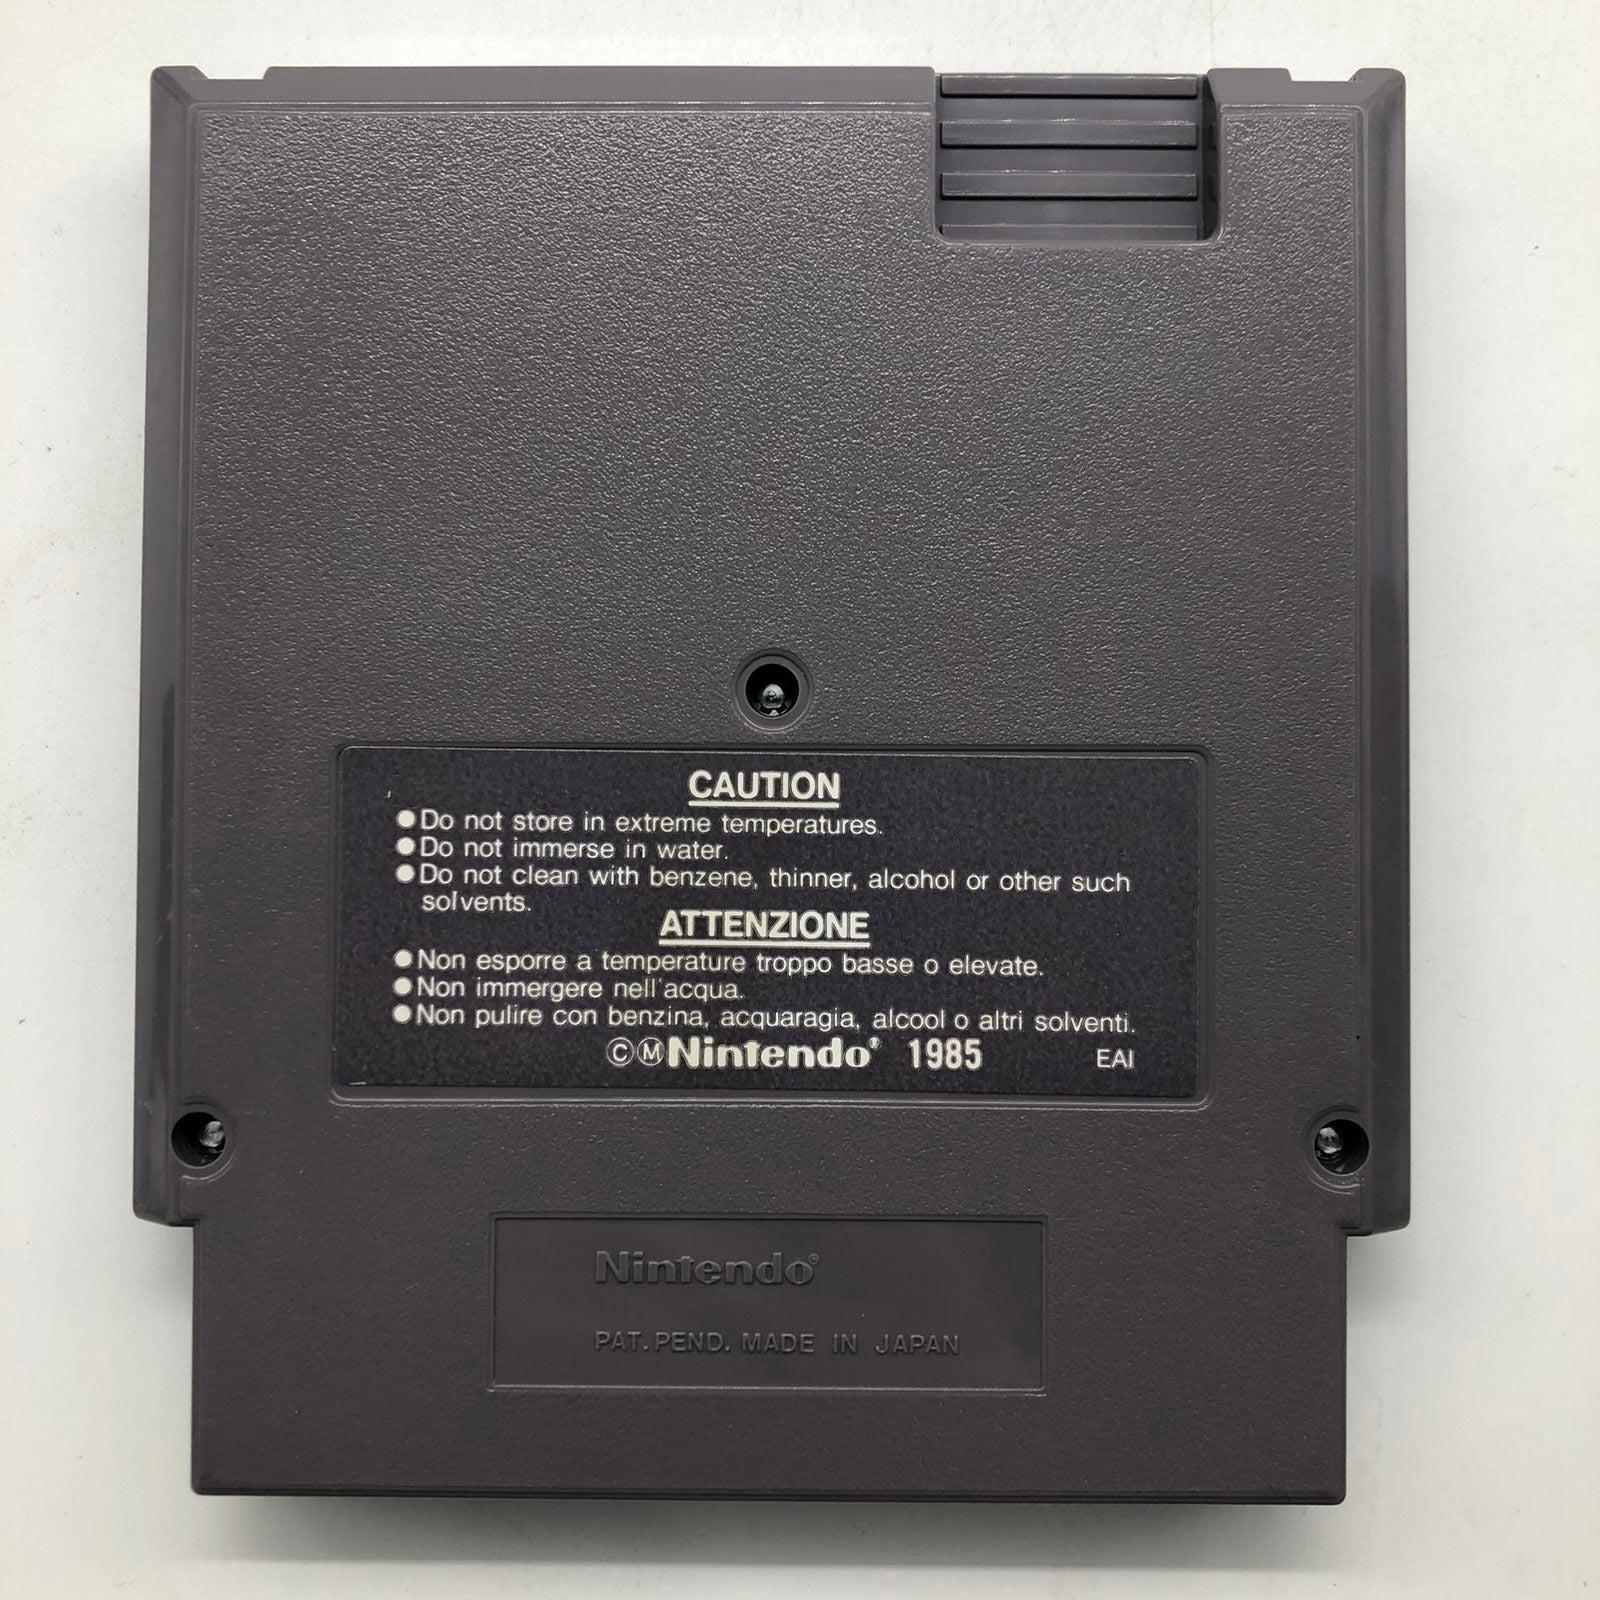 CAUTION
●Do not store in extreme temperatures.
●Do not immerse in water.
●Do not clean with benzene, thinner, alcohol or other such
solvents.
ATTENZIONE
●Non esporre a temperature troppo basse o elevate.
●Non immergere nell'acqua.
●Non pulire con benzina, acquaragia, alcool o altri solventi.
©ⓂNintendo® 1985 EAI
Nintendo®
PAT. PEND. MADE IN JAPAN